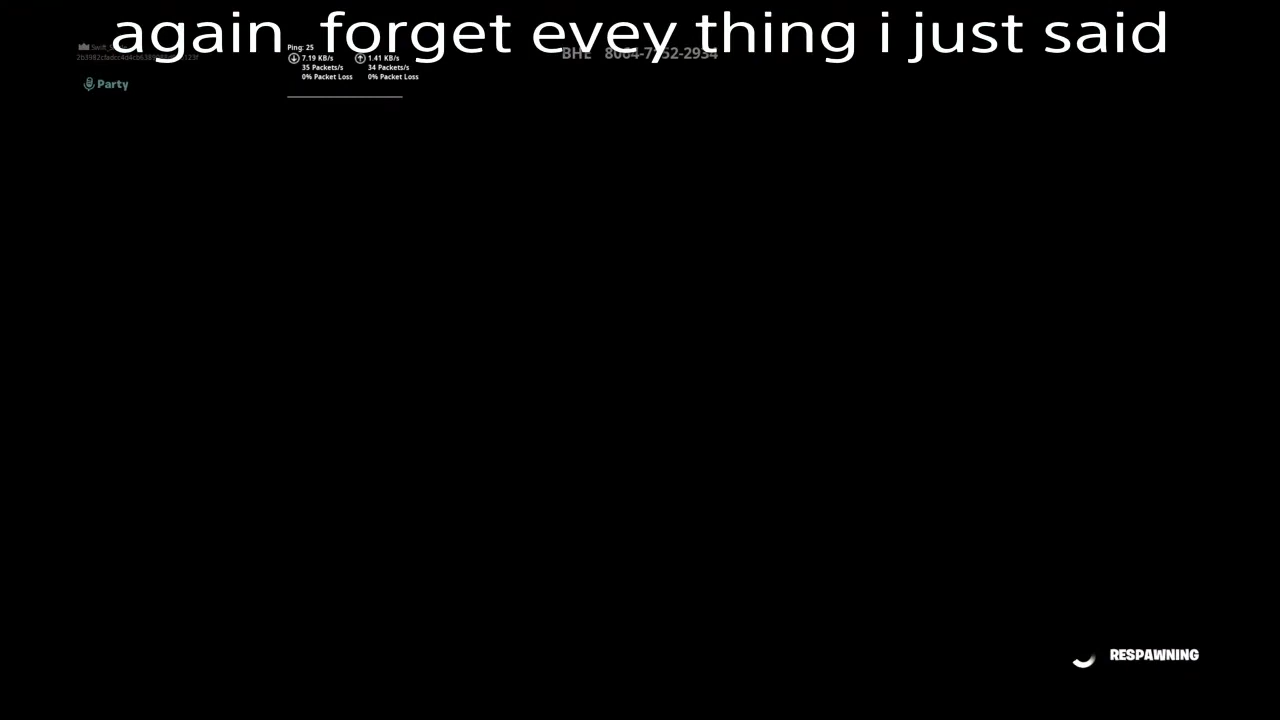 again forget evey thing i just said
Ping: 25
7.19 KB/s 1.41 KB/s
35 Packets/s 34 Packets/s
0% Packet Loss 0% Packet Loss
Party
RESPAWNING